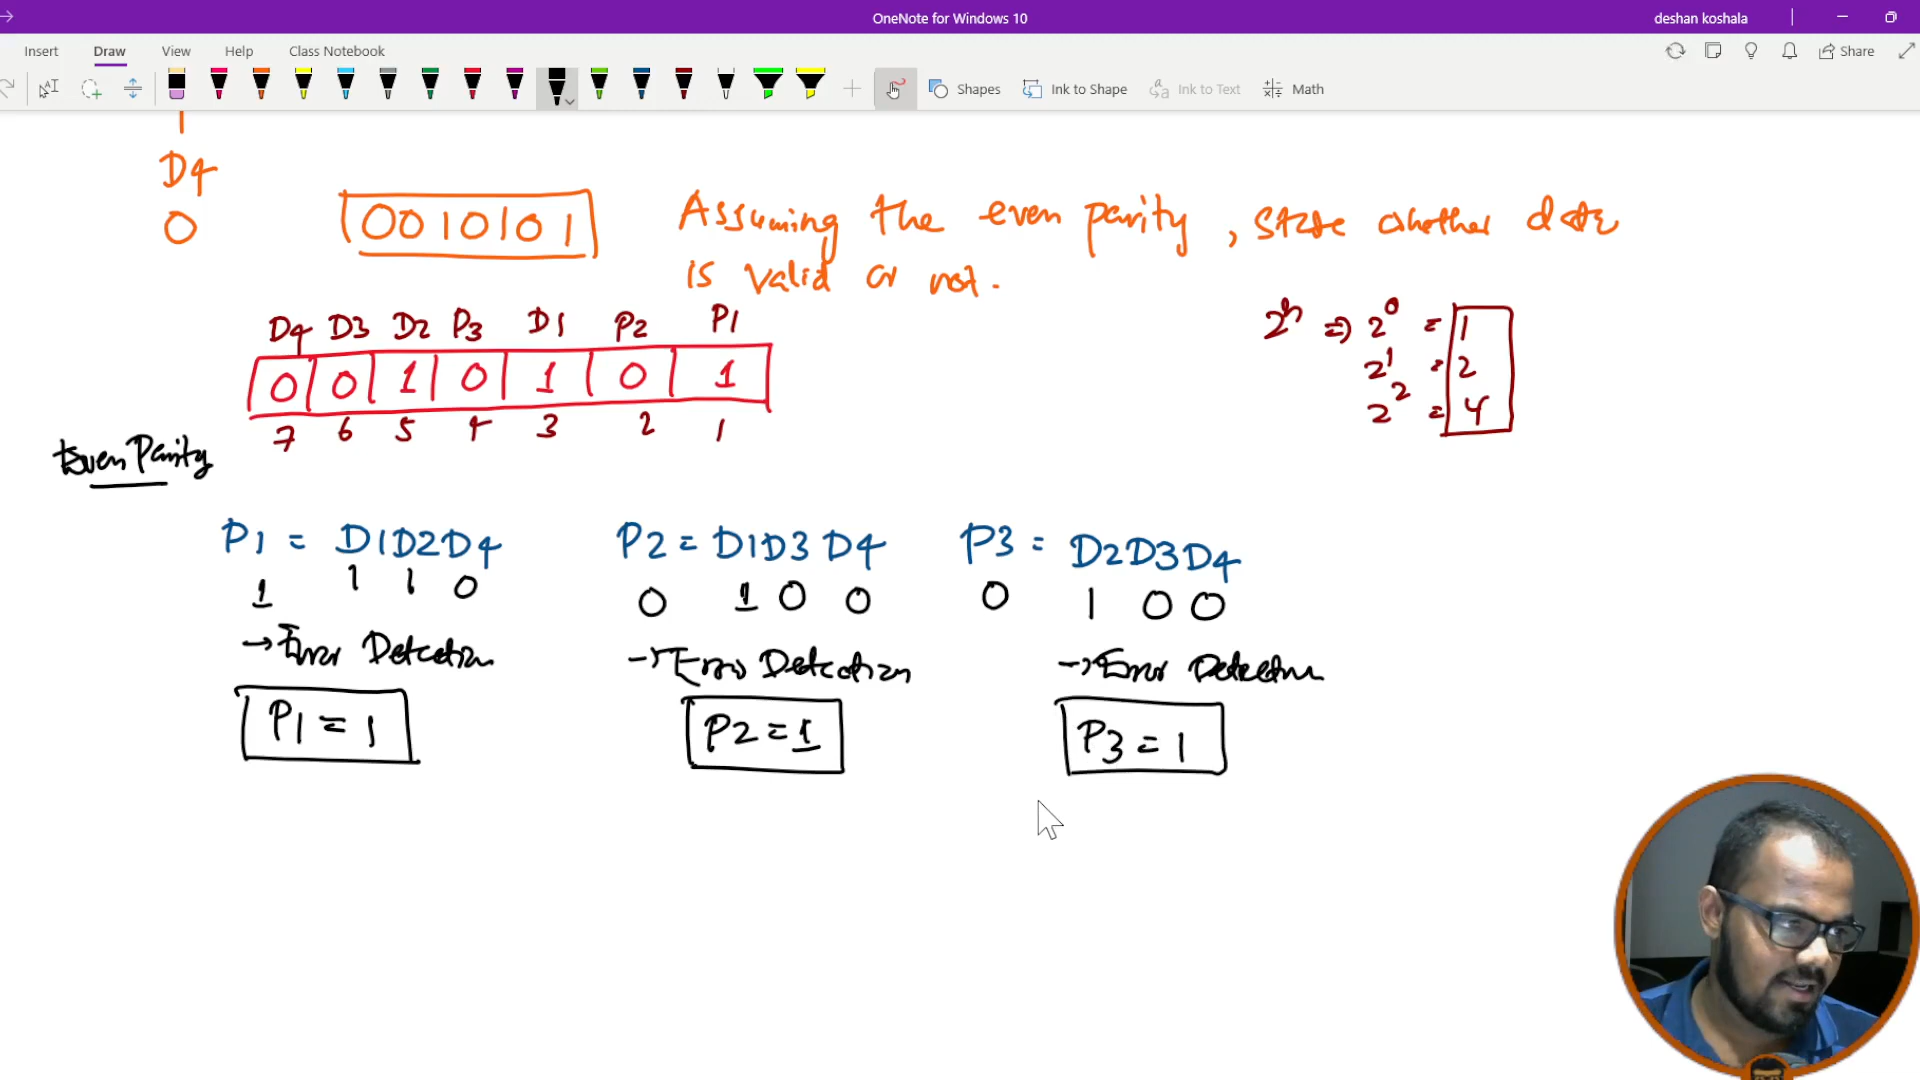 OneNote for Windows 10
deshan koshala
Insert Draw View Help Class Notebook
Share
Shapes Ink to Shape Ink to Text Math
D4
0
0010101
Assuming the even parity, state whether data
is valid or not.
D4 D3 D2 P3 D1 P2 P1
0 0 1 0 1 0 1
7 6 5 4 3 2 1
2^n => 2^0 = 1
2^1 = 2
2^2 = 4
Even Parity
P1 = D1D2D4
P2 = D1D3D4
P3 = D2D3D4
1 1 1 0
0 1 0 0
0 1 0 0
→ Error Detection
→ Error Detection
→ Error Detection
P1 = 1
P2 = 1
P3 = 1